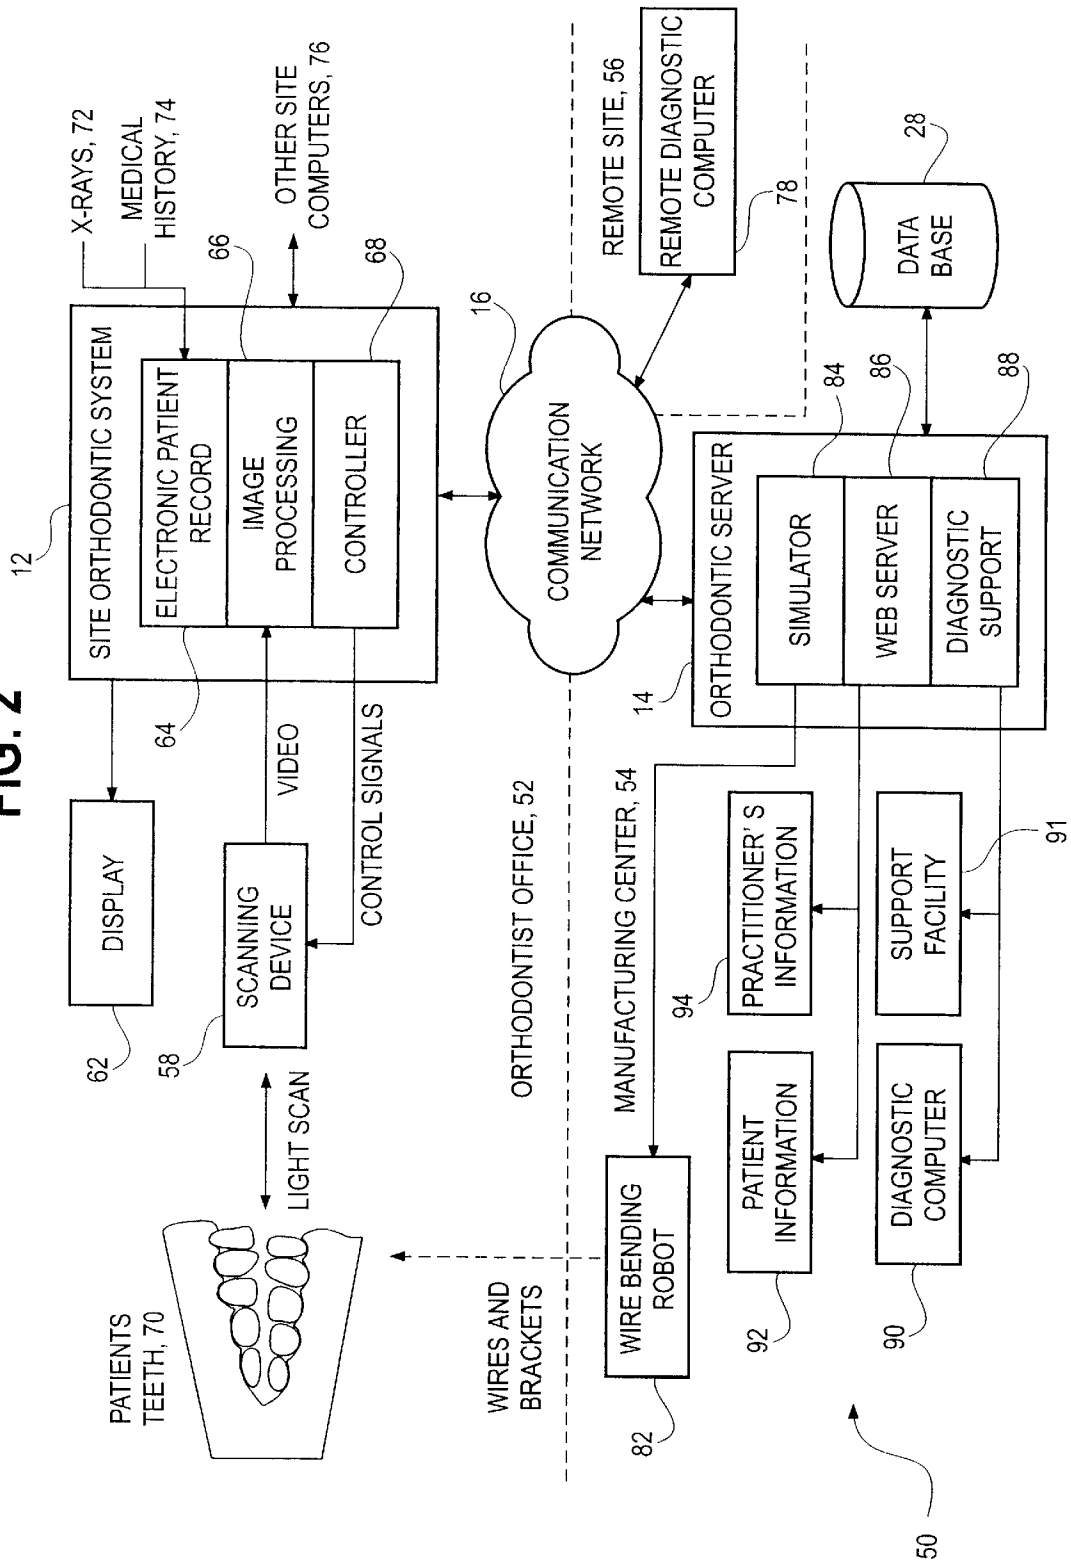 FIG. 2
12
SITE ORTHODONTIC SYSTEM
ELECTRONIC PATIENT
RECORD
IMAGE
PROCESSING
CONTROLLER
64
66
68
X-RAYS, 72
MEDICAL
HISTORY, 74
OTHER SITE
COMPUTERS, 76
DISPLAY
62
SCANNING
DEVICE
58
VIDEO
CONTROL SIGNALS
LIGHT SCAN
PATIENTS
TEETH, 70
WIRES AND
BRACKETS
ORTHODONTIST OFFICE, 52
COMMUNICATION
NETWORK
16
REMOTE SITE, 56
REMOTE DIAGNOSTIC
COMPUTER
78
MANUFACTURING CENTER, 54
WIRE BENDING
ROBOT
82
14
ORTHODONTIC SERVER
SIMULATOR
WEB SERVER
DIAGNOSTIC
SUPPORT
84
86
88
DATA
BASE
28
PATIENT
INFORMATION
92
PRACTITIONER'S
INFORMATION
94
DIAGNOSTIC
COMPUTER
90
SUPPORT
FACILITY
91
50